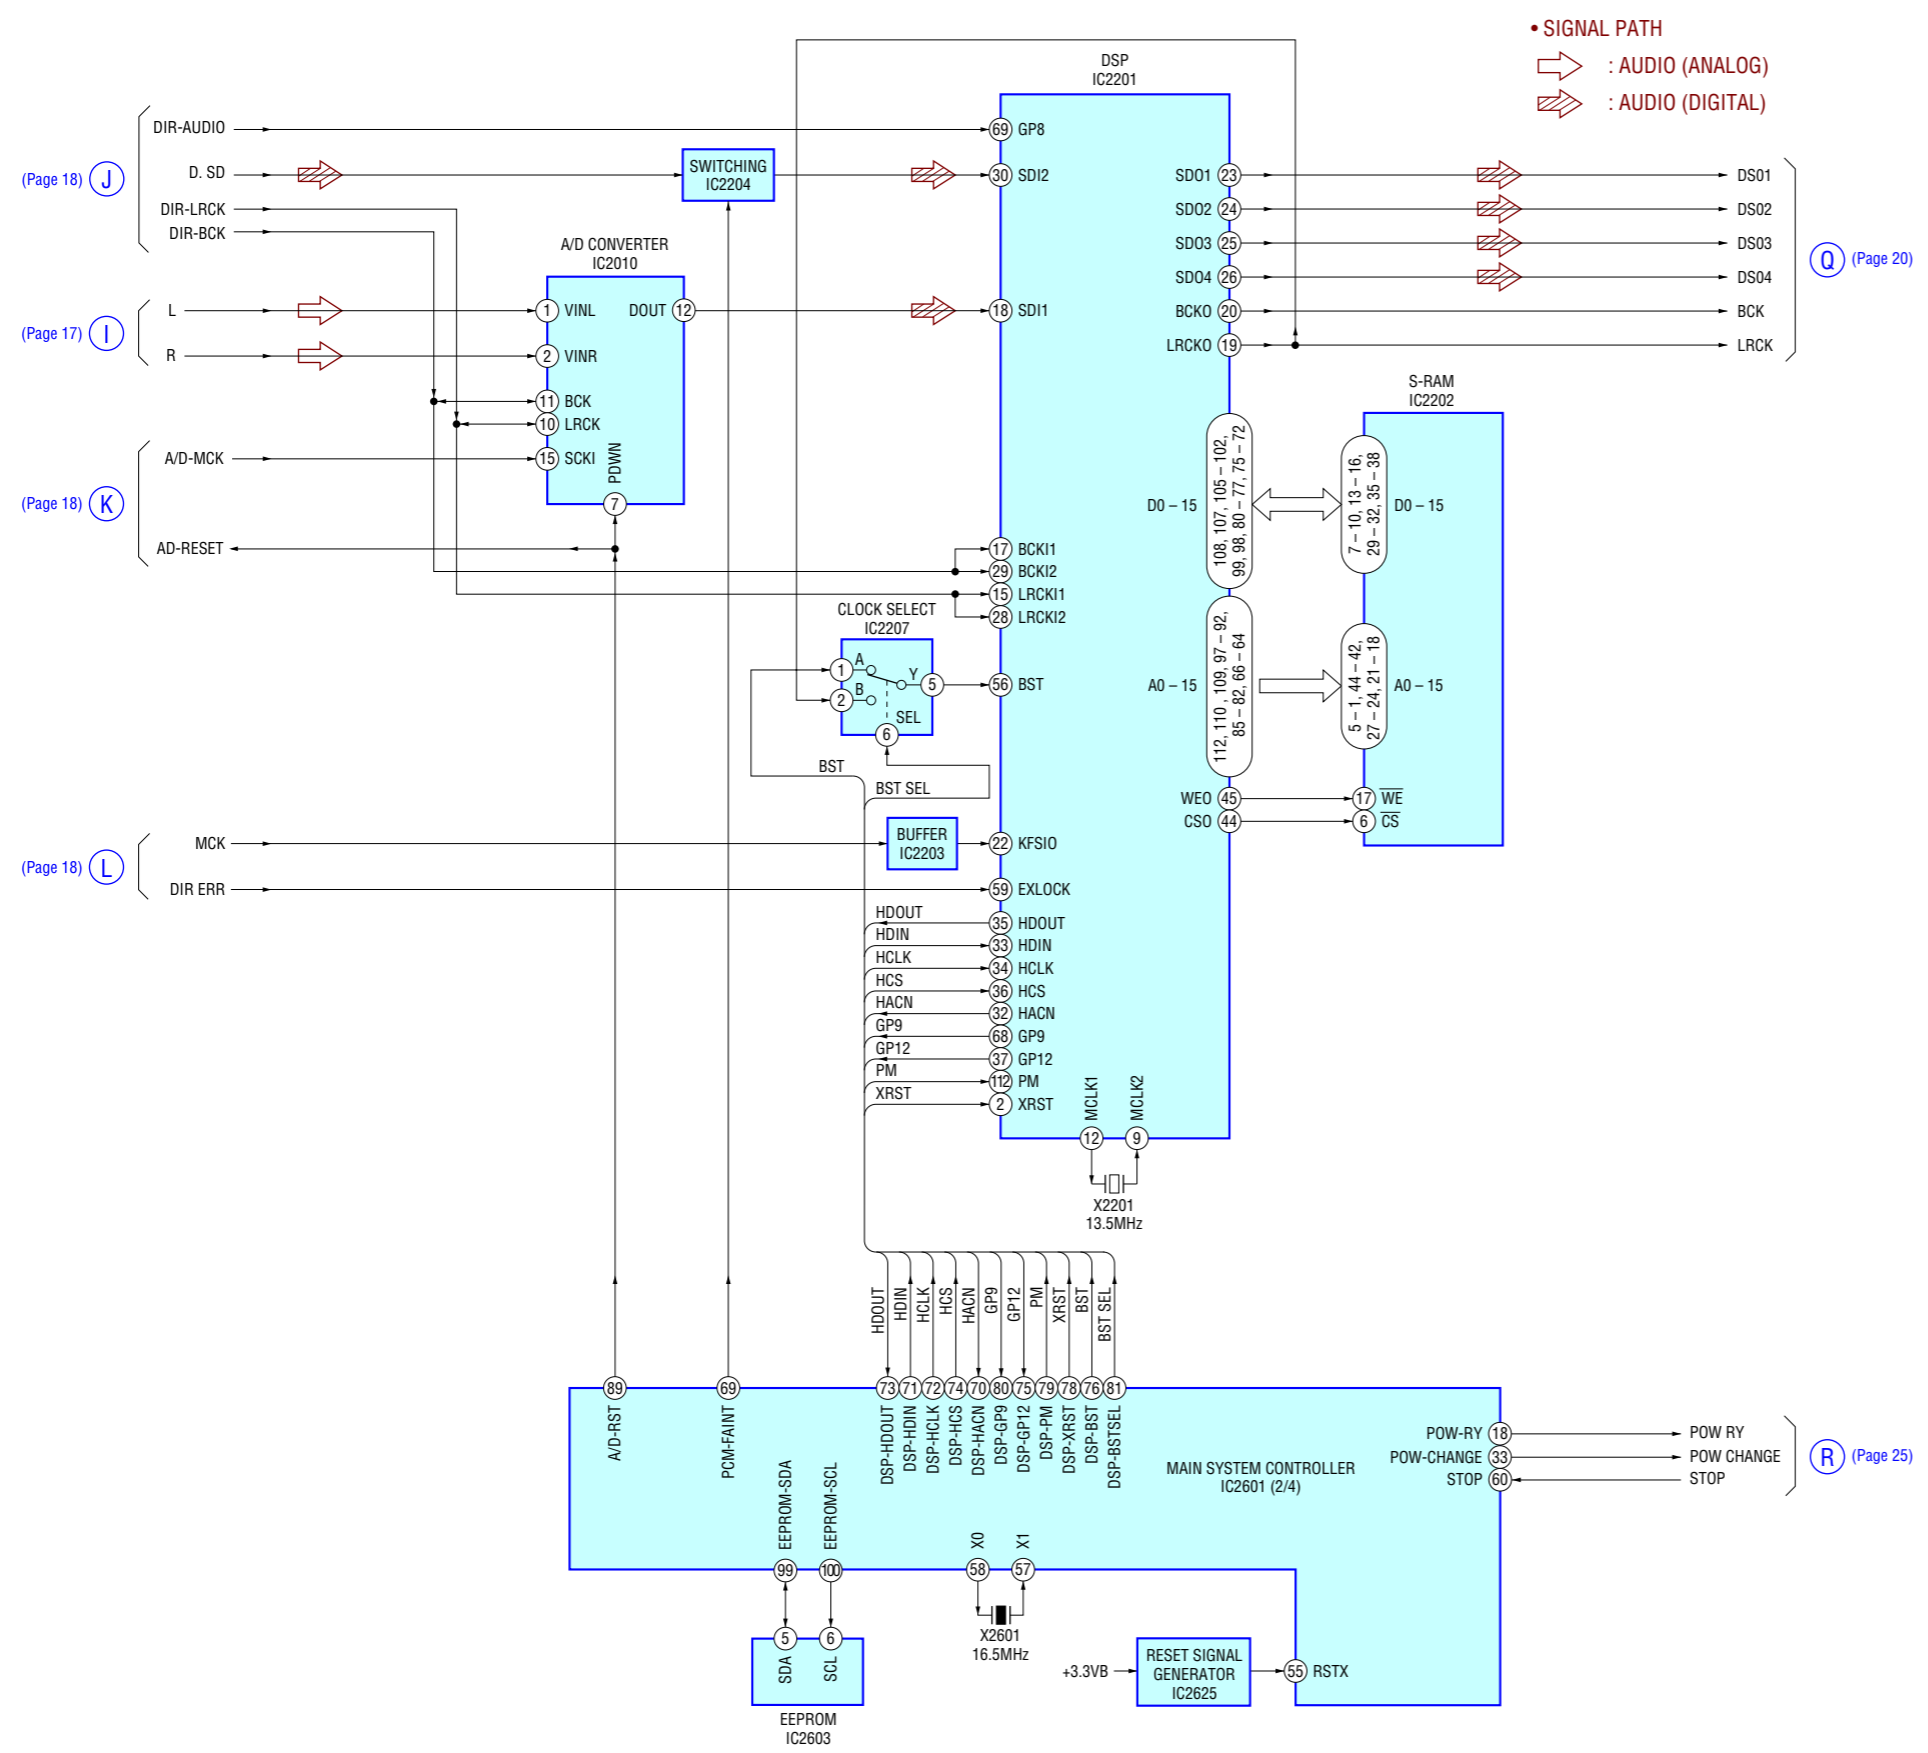 • SIGNAL PATH
: AUDIO (ANALOG)
: AUDIO (DIGITAL)
DSP
IC2201
(Page 18) J
DIR-AUDIO
D. SD
DIR-LRCK
DIR-BCK
SWITCHING
IC2204
69 GP8
30 SDI2
SDO1 23
SDO2 24
SDO3 25
SDO4 26
BCKO 20
LRCKO 19
DS01
DS02
DS03
DS04
BCK
LRCK
Q (Page 20)
A/D CONVERTER
IC2010
(Page 17) I
L
R
1 VINL
2 VINR
11 BCK
10 LRCK
15 SCKI
DOUT 12
PDWN
7
18 SDI1
(Page 18) K
A/D-MCK
AD-RESET
S-RAM
IC2202
D0 – 15
108, 107, 105 – 102,
99, 98, 80 – 77, 75 – 72
7 – 10, 13 – 16,
29 – 32, 35 – 38
D0 – 15
17 BCKI1
29 BCKI2
15 LRCKI1
28 LRCKI2
CLOCK SELECT
IC2207
1 A
2 B
Y 5
SEL
6
56 BST
A0 – 15
112, 110 , 109, 97 – 92,
85 – 82, 66 – 64
5 – 1, 44 – 42,
27 – 24, 21 – 18
A0 – 15
BST
BST SEL
WEO 45
CSO 44
17 WE
6 CS
(Page 18) L
MCK
DIR ERR
BUFFER
IC2203
22 KFSIO
59 EXLOCK
HDOUT 35 HDOUT
HDIN 33 HDIN
HCLK 34 HCLK
HCS 36 HCS
HACN 32 HACN
GP9 68 GP9
GP12 37 GP12
PM 112 PM
XRST 2 XRST
MCLK1
MCLK2
12
9
X2201
13.5MHz
HDOUT
HDIN
HCLK
HCS
HACN
GP9
GP12
PM
XRST
BST
BST SEL
89
69
73
71
72
74
70
80
75
79
78
76
81
A/D-RST
PCM-FAINT
DSP-HDOUT
DSP-HDIN
DSP-HCLK
DSP-HCS
DSP-HACN
DSP-GP9
DSP-GP12
DSP-PM
DSP-XRST
DSP-BST
DSP-BSTSEL
MAIN SYSTEM CONTROLLER
IC2601 (2/4)
POW-RY 18
POW-CHANGE 33
STOP 60
POW RY
POW CHANGE
STOP
R (Page 25)
EEPROM-SDA
EEPROM-SCL
X0
X1
99
100
58
57
X2601
16.5MHz
5
6
SDA
SCL
EEPROM
IC2603
+3.3VB
RESET SIGNAL
GENERATOR
IC2625
55 RSTX